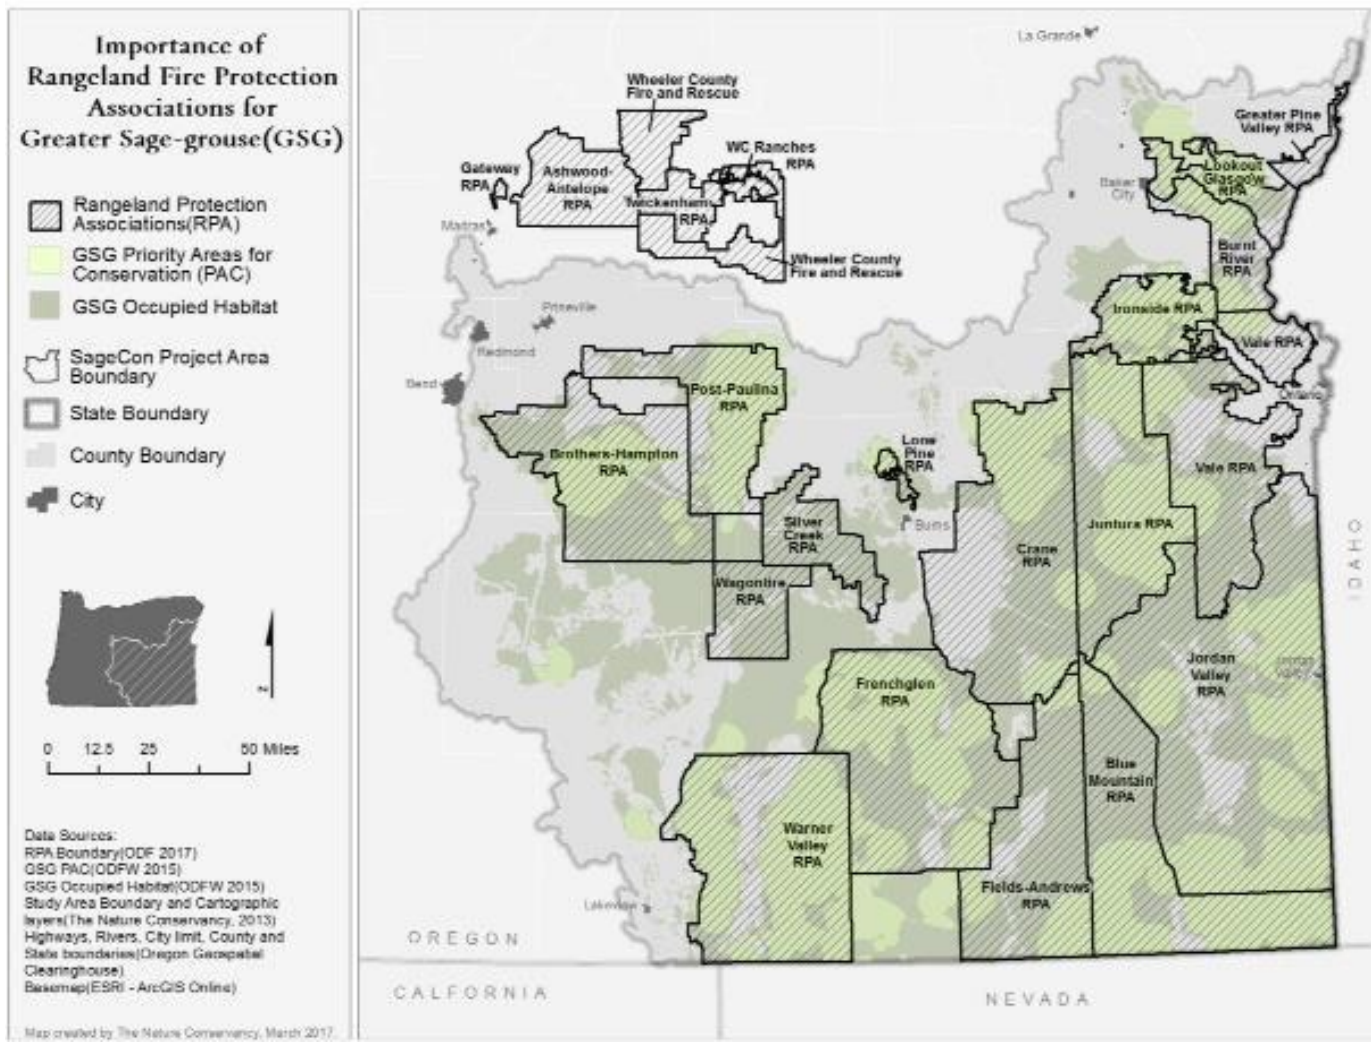 Importance of
Rangeland Fire Protection
Associations for
Greater Sage-grouse(GSG)
Rangeland Protection
Associations(RPA)
GSG Priority Areas for
Conservation (PAC)
GSG Occupied Habitat
SageCon Project Area
Boundary
State Boundary
County Boundary
City
N
0 12.5 25 50 Miles
Data Sources:
RPA Boundary(ODF 2017)
GSG PAC(ODFW 2015)
GSG Occupied Habitat(ODFW 2015)
Study Area Boundary and Cartographic
layers(The Nature Conservancy, 2013)
Highways, Rivers, City limit, County and
State boundaries(Oregon Geospatial
Clearinghouse)
Basemap(ESRI - ArcGIS Online)
Map created by The Nature Conservancy, March 2017.
La Grande
Wheeler County
Fire and Rescue
Greater Pine
Valley RPA
WC Ranches
RPA
Gateway
RPA
Ashwood-
Antelope
RPA
Lookout
Glasgow
RPA
Baker
City
Twickenham
RPA
Madras
Burnt
River
RPA
Wheeler County
Fire and Rescue
Ironside RPA
Prineville
Redmond
Vale RPA
Bend
Post-Paulina
RPA
Ontario
Brothers-Hampton
RPA
Lone
Pine
RPA
Vale RPA
Silver
Creek
RPA
Burns
Juntura RPA
Crane
RPA
IDAHO
Wagontire
RPA
Jordan
Valley
RPA
Jordan
Valley
Frenchglen
RPA
Blue
Mountain
RPA
Warner
Valley
RPA
Fields-Andrews
RPA
Lakeview
OREGON
CALFORNIA
NEVADA